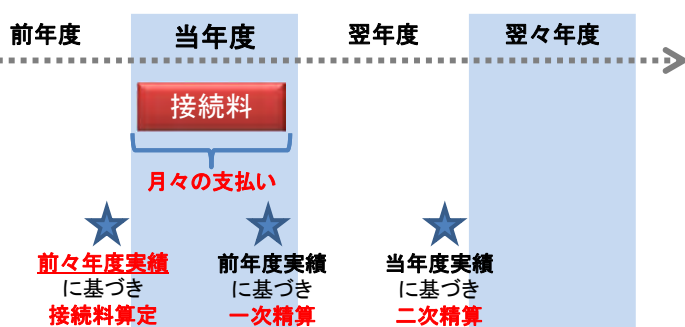 前年度
当年度
翌年度
翌々年度
接続料
月々の支払い
前々年度実績
に基づき
接続料算定
前年度実績
に基づき
一次精算
当年度実績
に基づき
二次精算